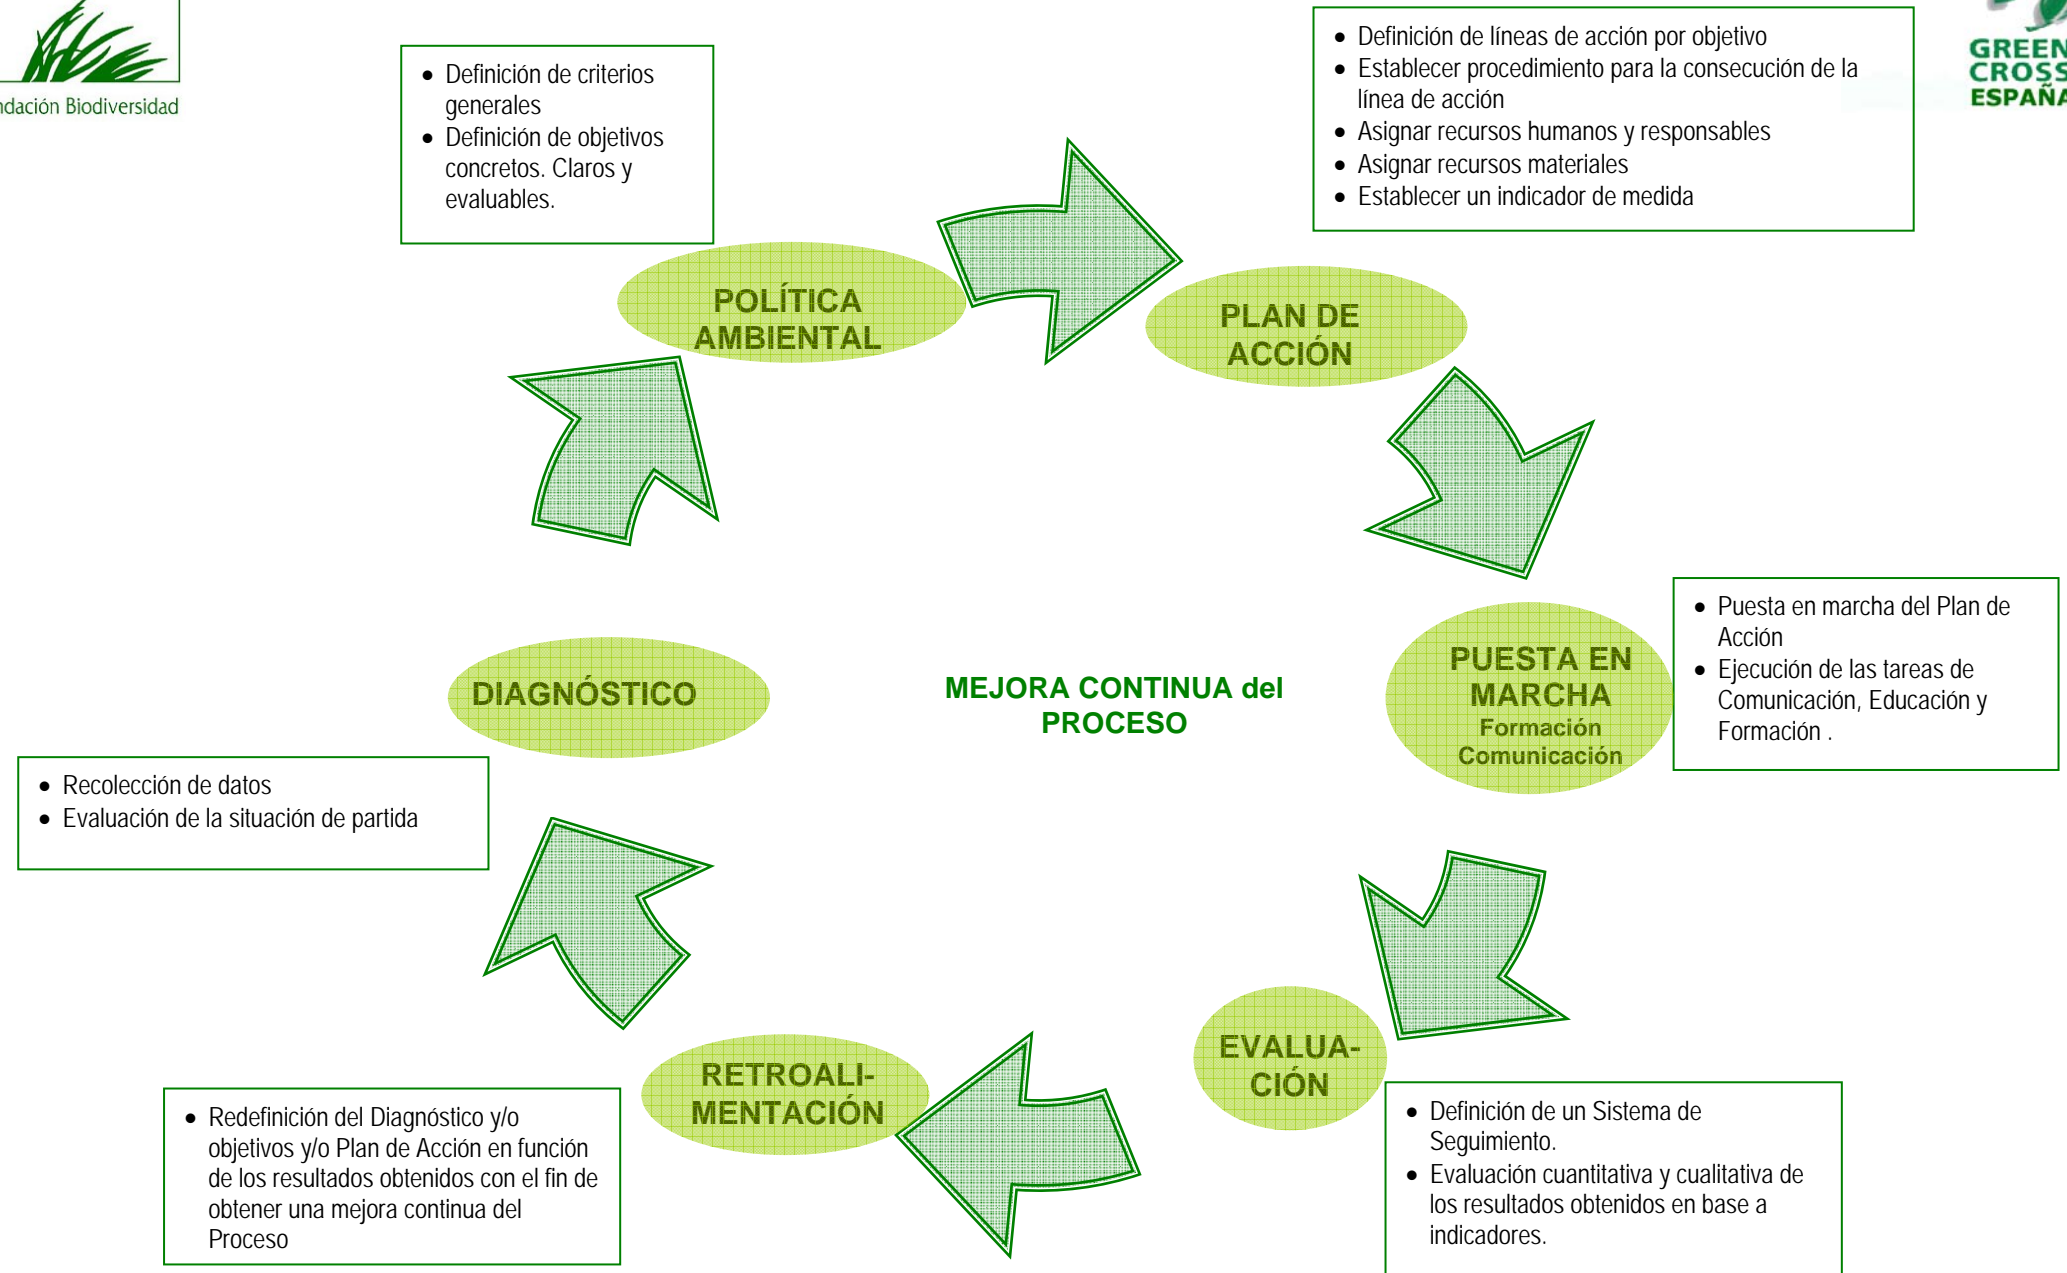 ndación Biodiversidad
GREEN
CROSS
ESPAÑA
• Definición de criterios
generales
• Definición de objetivos
concretos. Claros y
evaluables.
• Definición de líneas de acción por objetivo
• Establecer procedimiento para la consecución de la
línea de acción
• Asignar recursos humanos y responsables
• Asignar recursos materiales
• Establecer un indicador de medida
POLÍTICA
AMBIENTAL
PLAN DE
ACCIÓN
PUESTA EN
MARCHA
Formación
Comunicación
• Puesta en marcha del Plan de
Acción
• Ejecución de las tareas de
Comunicación, Educación y
Formación .
MEJORA CONTINUA del
PROCESO
DIAGNÓSTICO
• Recolección de datos
• Evaluación de la situación de partida
EVALUA-
CIÓN
• Definición de un Sistema de
Seguimiento.
• Evaluación cuantitativa y cualitativa de
los resultados obtenidos en base a
indicadores.
RETROALI-
MENTACIÓN
• Redefinición del Diagnóstico y/o
objetivos y/o Plan de Acción en función
de los resultados obtenidos con el fin de
obtener una mejora continua del
Proceso